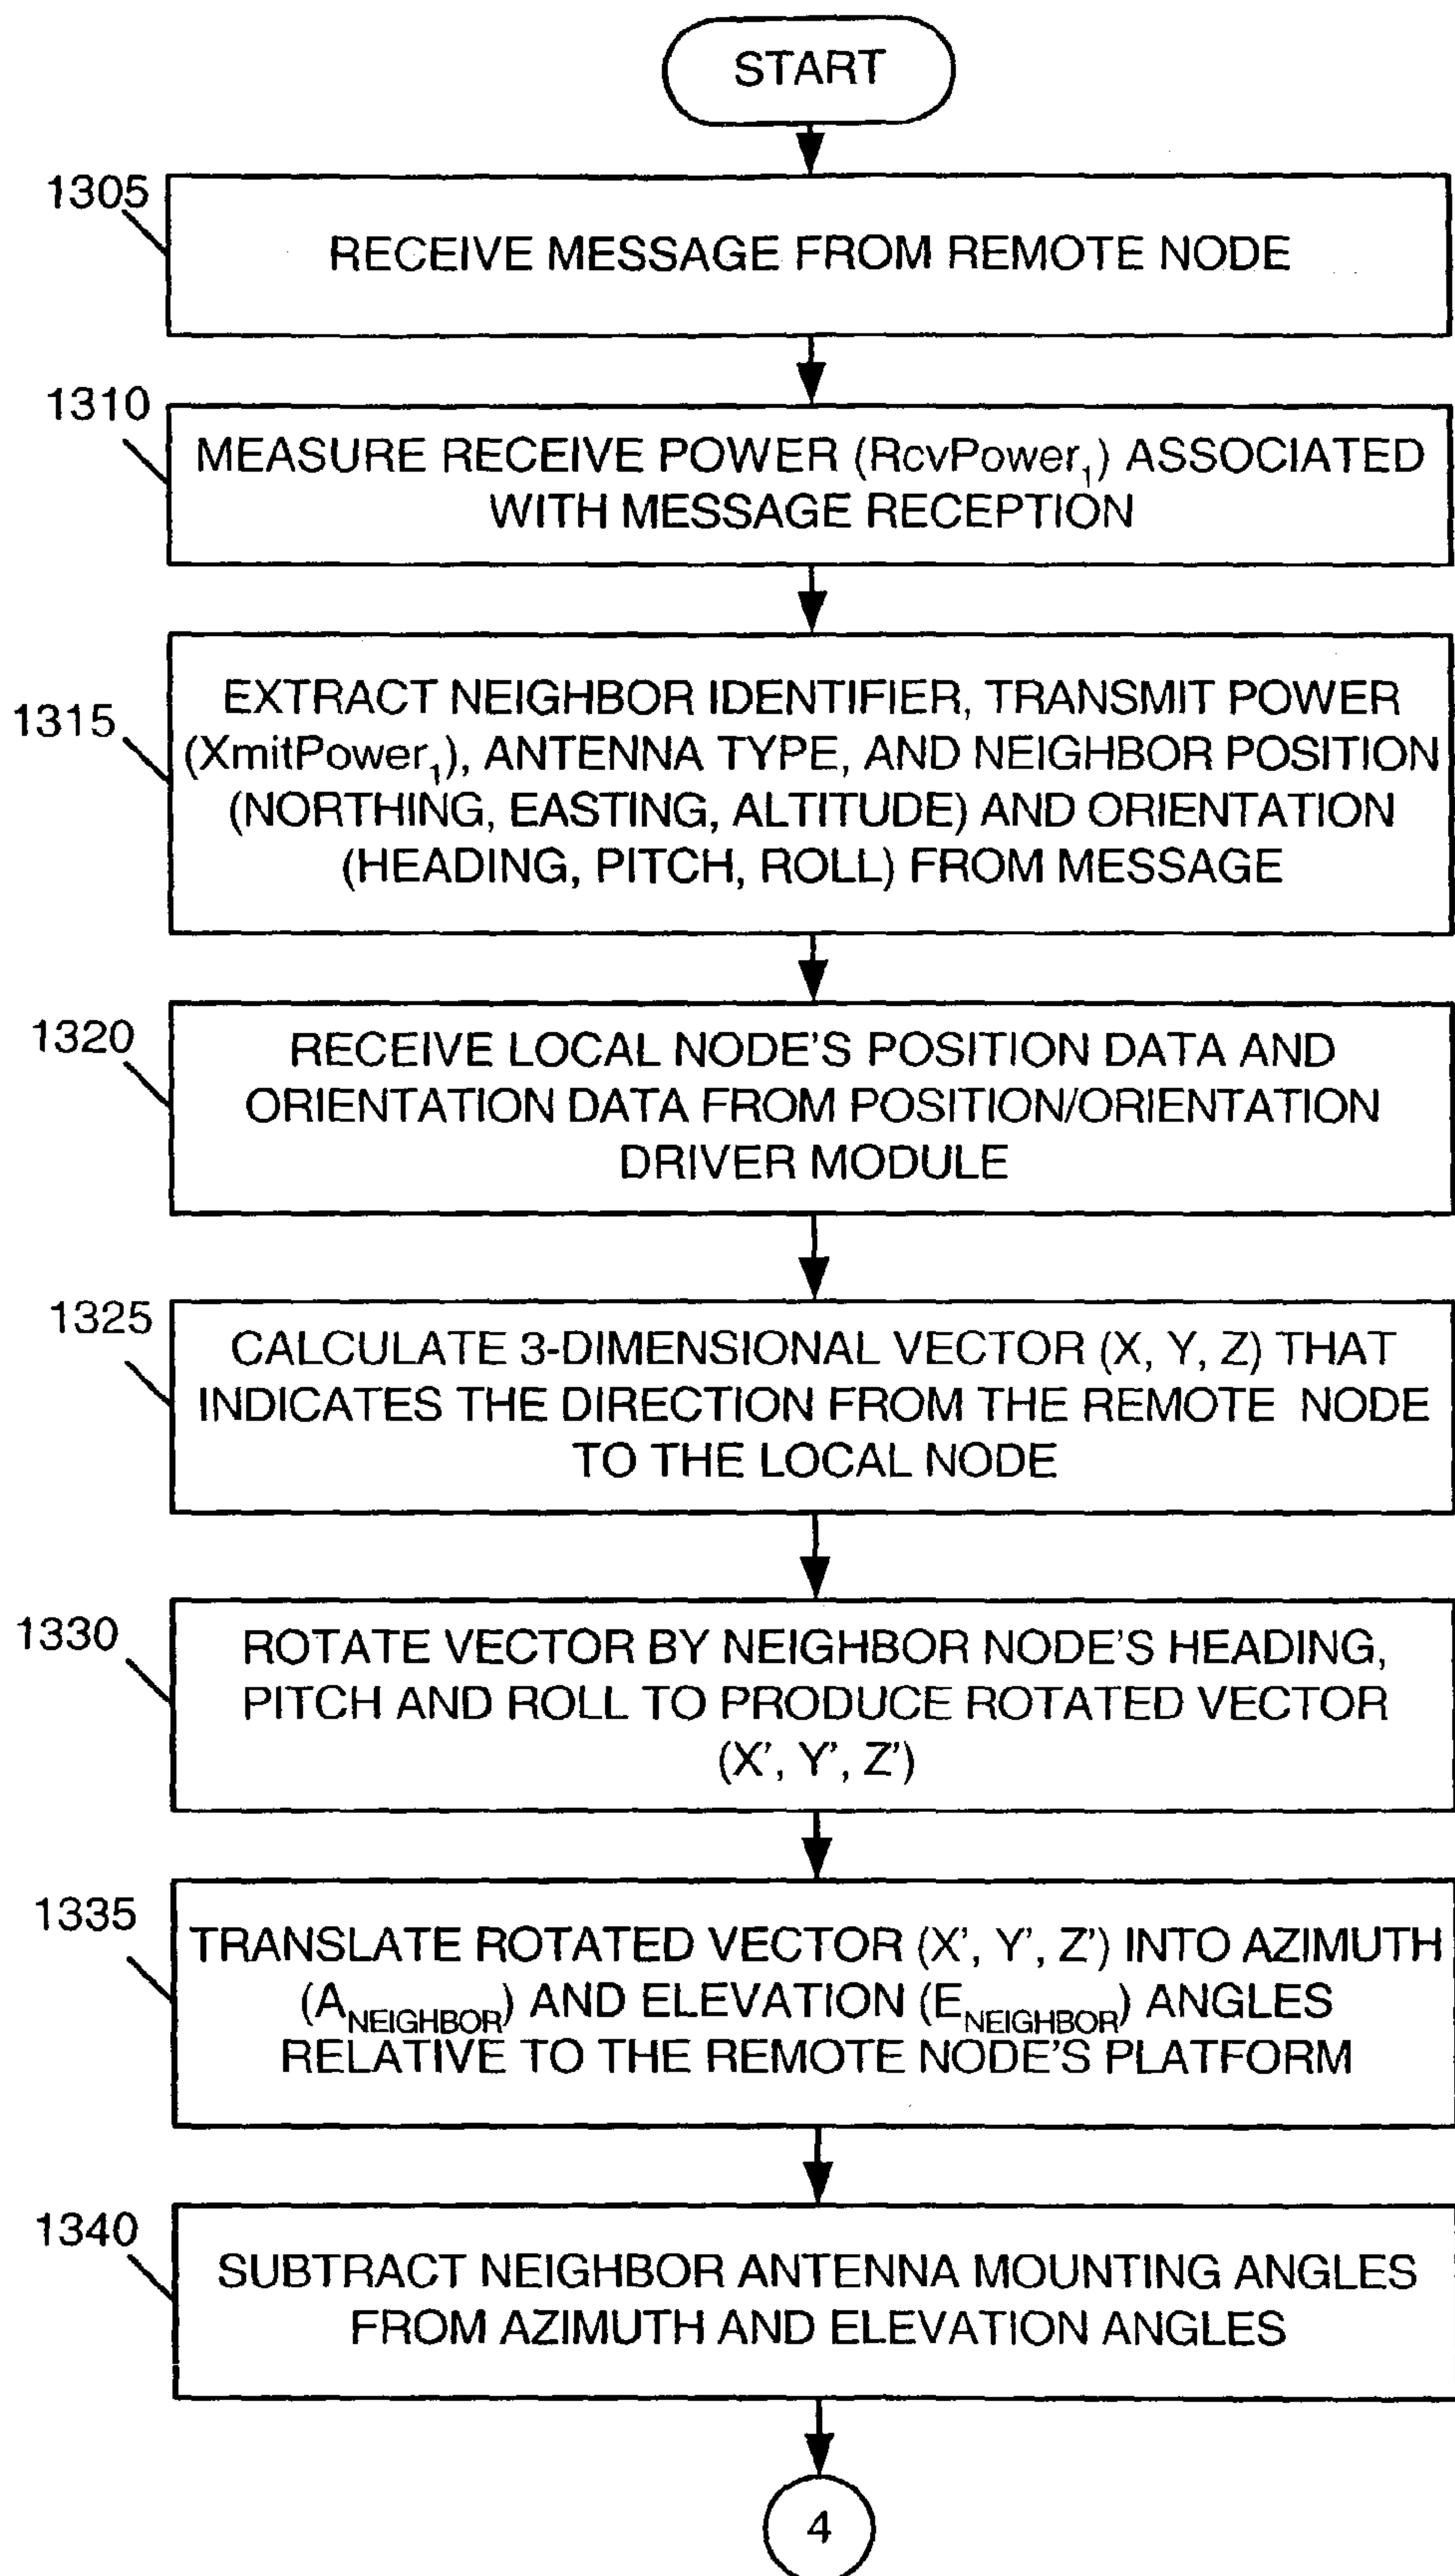 START
1305
RECEIVE MESSAGE FROM REMOTE NODE
1310
MEASURE RECEIVE POWER (RcvPower₁) ASSOCIATED
WITH MESSAGE RECEPTION
1315
EXTRACT NEIGHBOR IDENTIFIER, TRANSMIT POWER
(XmitPower₁), ANTENNA TYPE, AND NEIGHBOR POSITION
(NORTHING, EASTING, ALTITUDE) AND ORIENTATION
(HEADING, PITCH, ROLL) FROM MESSAGE
1320
RECEIVE LOCAL NODE'S POSITION DATA AND
ORIENTATION DATA FROM POSITION/ORIENTATION
DRIVER MODULE
1325
CALCULATE 3-DIMENSIONAL VECTOR (X, Y, Z) THAT
INDICATES THE DIRECTION FROM THE REMOTE NODE
TO THE LOCAL NODE
1330
ROTATE VECTOR BY NEIGHBOR NODE'S HEADING,
PITCH AND ROLL TO PRODUCE ROTATED VECTOR
(X', Y', Z')
1335
TRANSLATE ROTATED VECTOR (X', Y', Z') INTO AZIMUTH
(A_NEIGHBOR) AND ELEVATION (E_NEIGHBOR) ANGLES
RELATIVE TO THE REMOTE NODE'S PLATFORM
1340
SUBTRACT NEIGHBOR ANTENNA MOUNTING ANGLES
FROM AZIMUTH AND ELEVATION ANGLES
4